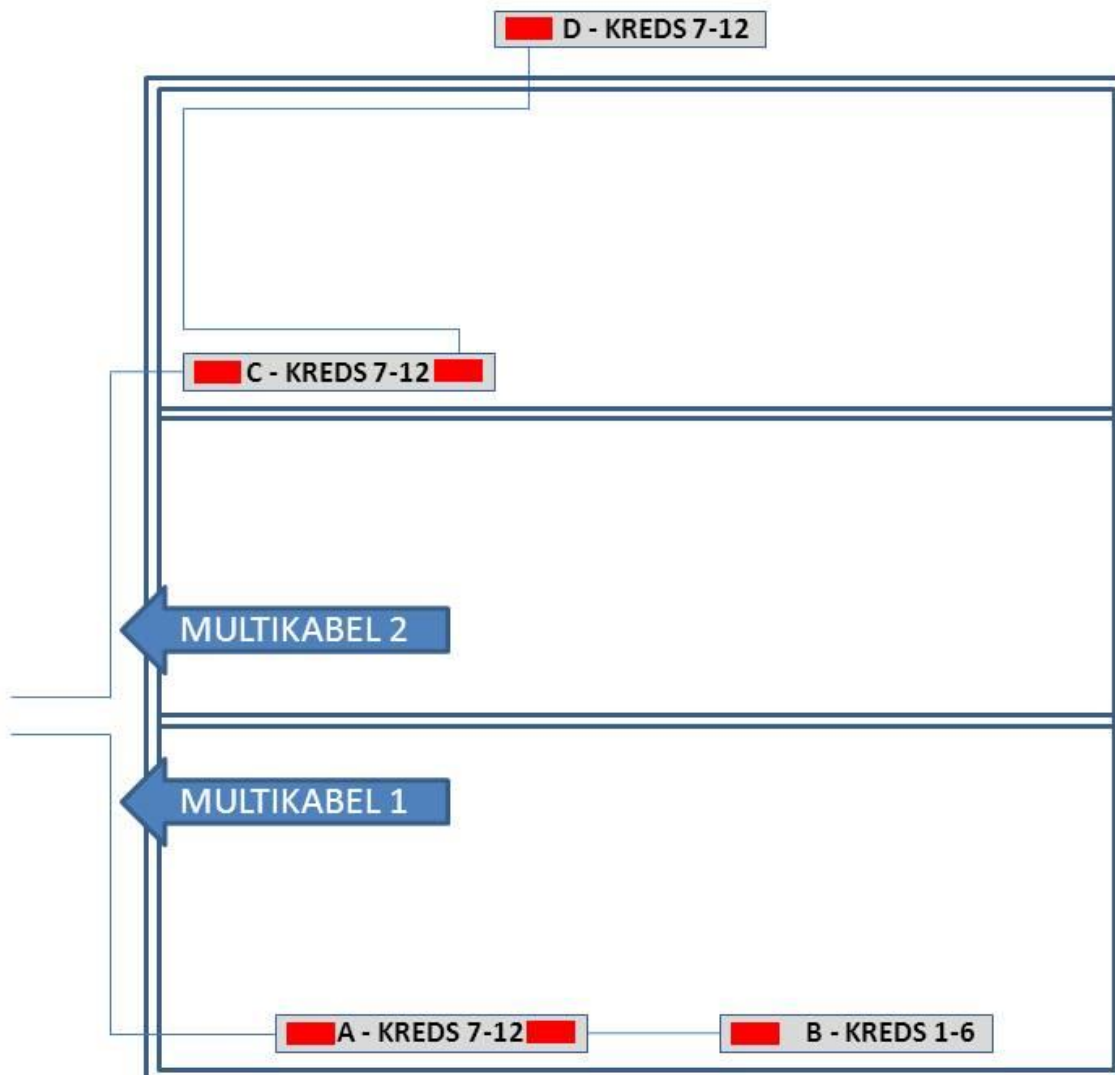 D - KREDS 7-12
C - KREDS 7-12
MULTIKABEL 2
MULTIKABEL 1
A - KREDS 7-12
B - KREDS 1-6